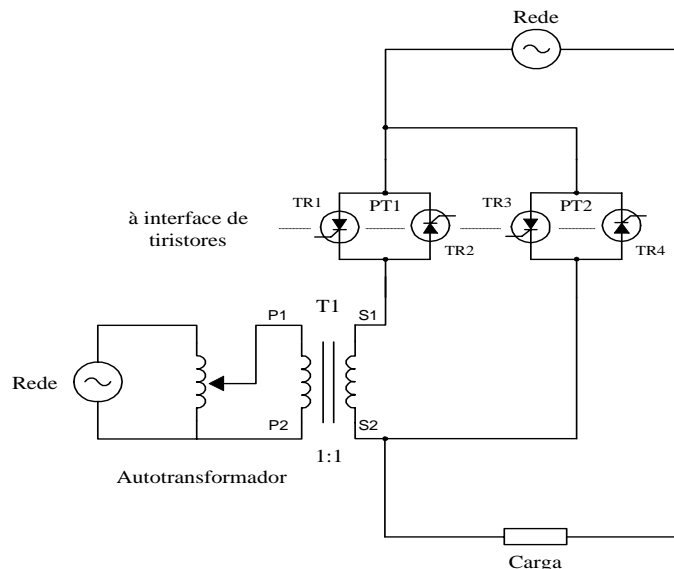 Rede
TR1
PT1
TR3
PT2
à interface de
tiristores
TR2
TR4
T1
P1
S1
Rede
P2
S2
1:1
Autotransformador
Carga